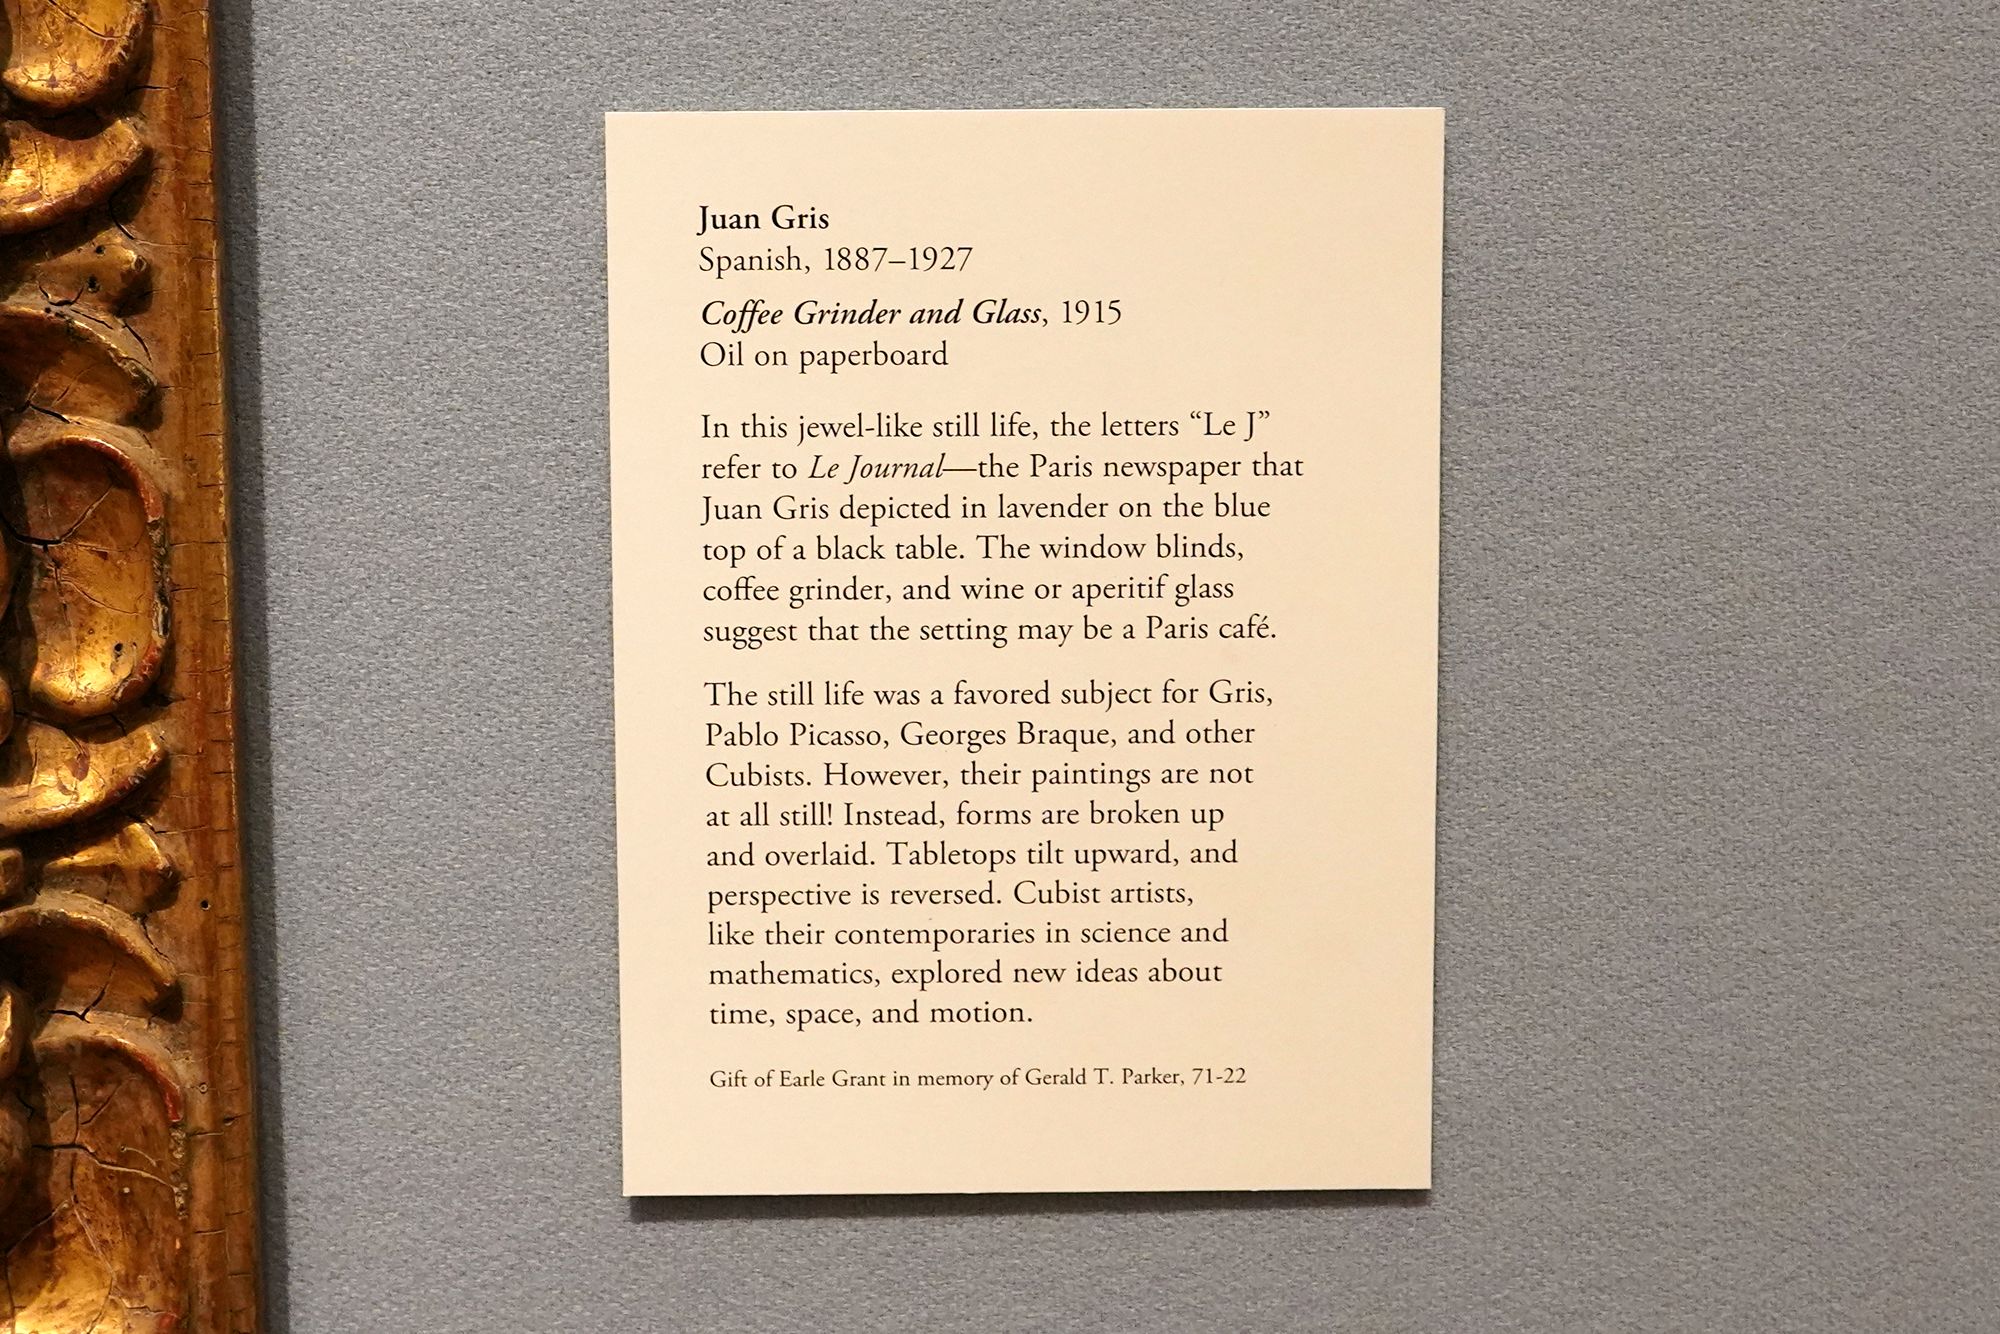 Juan Gris
Spanish, 1887–1927
Coffee Grinder and Glass, 1915
Oil on paperboard
In this jewel-like still life, the letters “Le J”
refer to Le Journal—the Paris newspaper that
Juan Gris depicted in lavender on the blue
top of a black table. The window blinds,
coffee grinder, and wine or aperitif glass
suggest that the setting may be a Paris café.
The still life was a favored subject for Gris,
Pablo Picasso, Georges Braque, and other
Cubists. However, their paintings are not
at all still! Instead, forms are broken up
and overlaid. Tabletops tilt upward, and
perspective is reversed. Cubist artists,
like their contemporaries in science and
mathematics, explored new ideas about
time, space, and motion.
Gift of Earle Grant in memory of Gerald T. Parker, 71-22